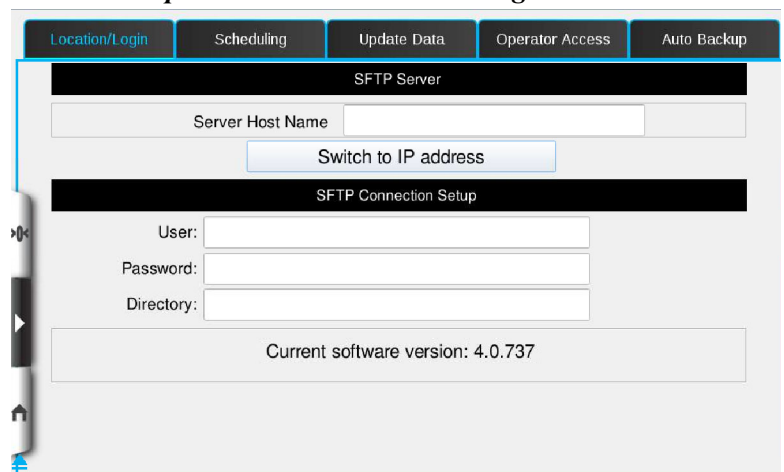 Location/Login Scheduling Update Data Operator Access Auto Backup
SFTP Server
Server Host Name
Switch to IP address
SFTP Connection Setup
User:
Password:
Directory:
Current software version: 4.0.737
>0<